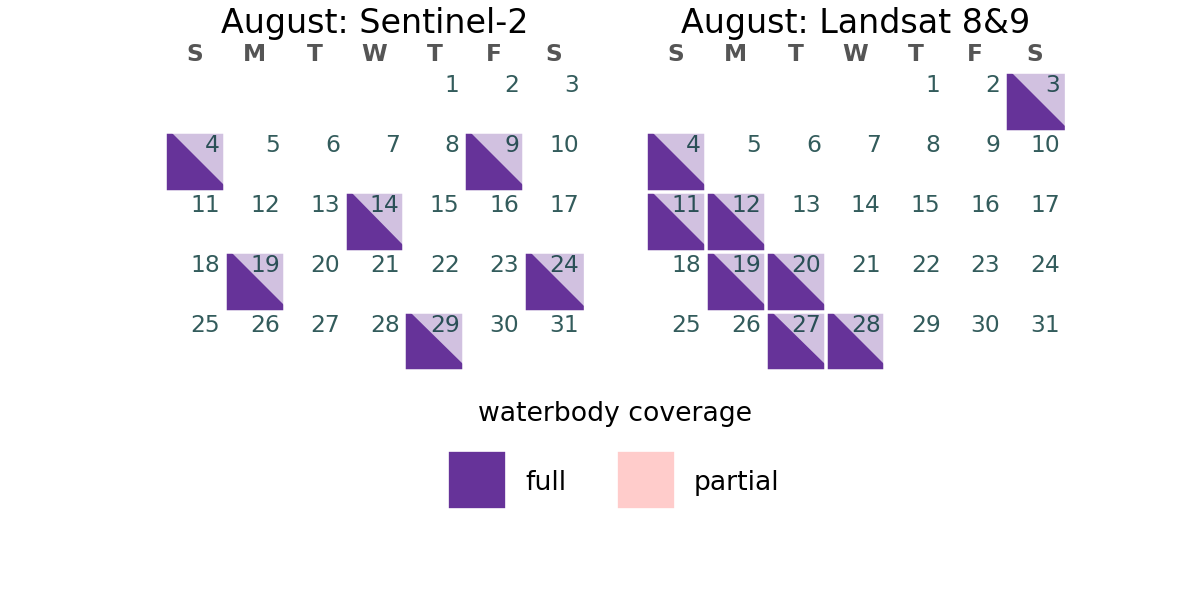 August: Sentinel-2
S M T W T F S
1 2 3
4 5 6 7 8 9 10
11 12 13 14 15 16 17
18 19 20 21 22 23 24
25 26 27 28 29 30 31
August: Landsat 8&9
S M T W T F S
1 2 3
4 5 6 7 8 9 10
11 12 13 14 15 16 17
18 19 20 21 22 23 24
25 26 27 28 29 30 31
waterbody coverage
full partial